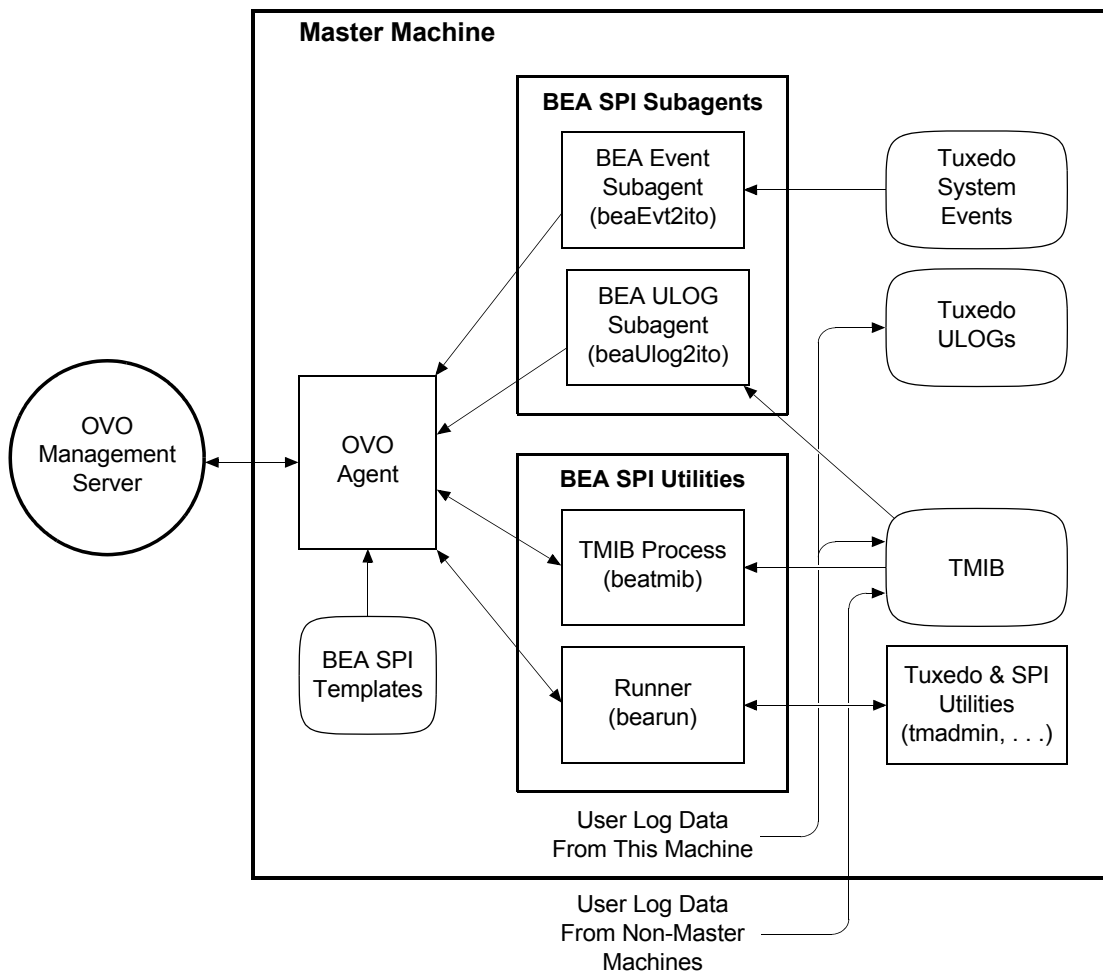 Master Machine
BEA SPI Subagents
BEA Event
Subagent
(beaEvt2ito)
Tuxedo
System
Events
BEA ULOG
Subagent
(beaUlog2ito)
Tuxedo
ULOGs
OVO
Management
Server
OVO
Agent
BEA SPI Utilities
TMIB Process
(beatmib)
TMIB
BEA SPI
Templates
Runner
(bearun)
Tuxedo & SPI
Utilities
(tmadmin, . . .)
User Log Data
From This Machine
User Log Data
From Non-Master
Machines